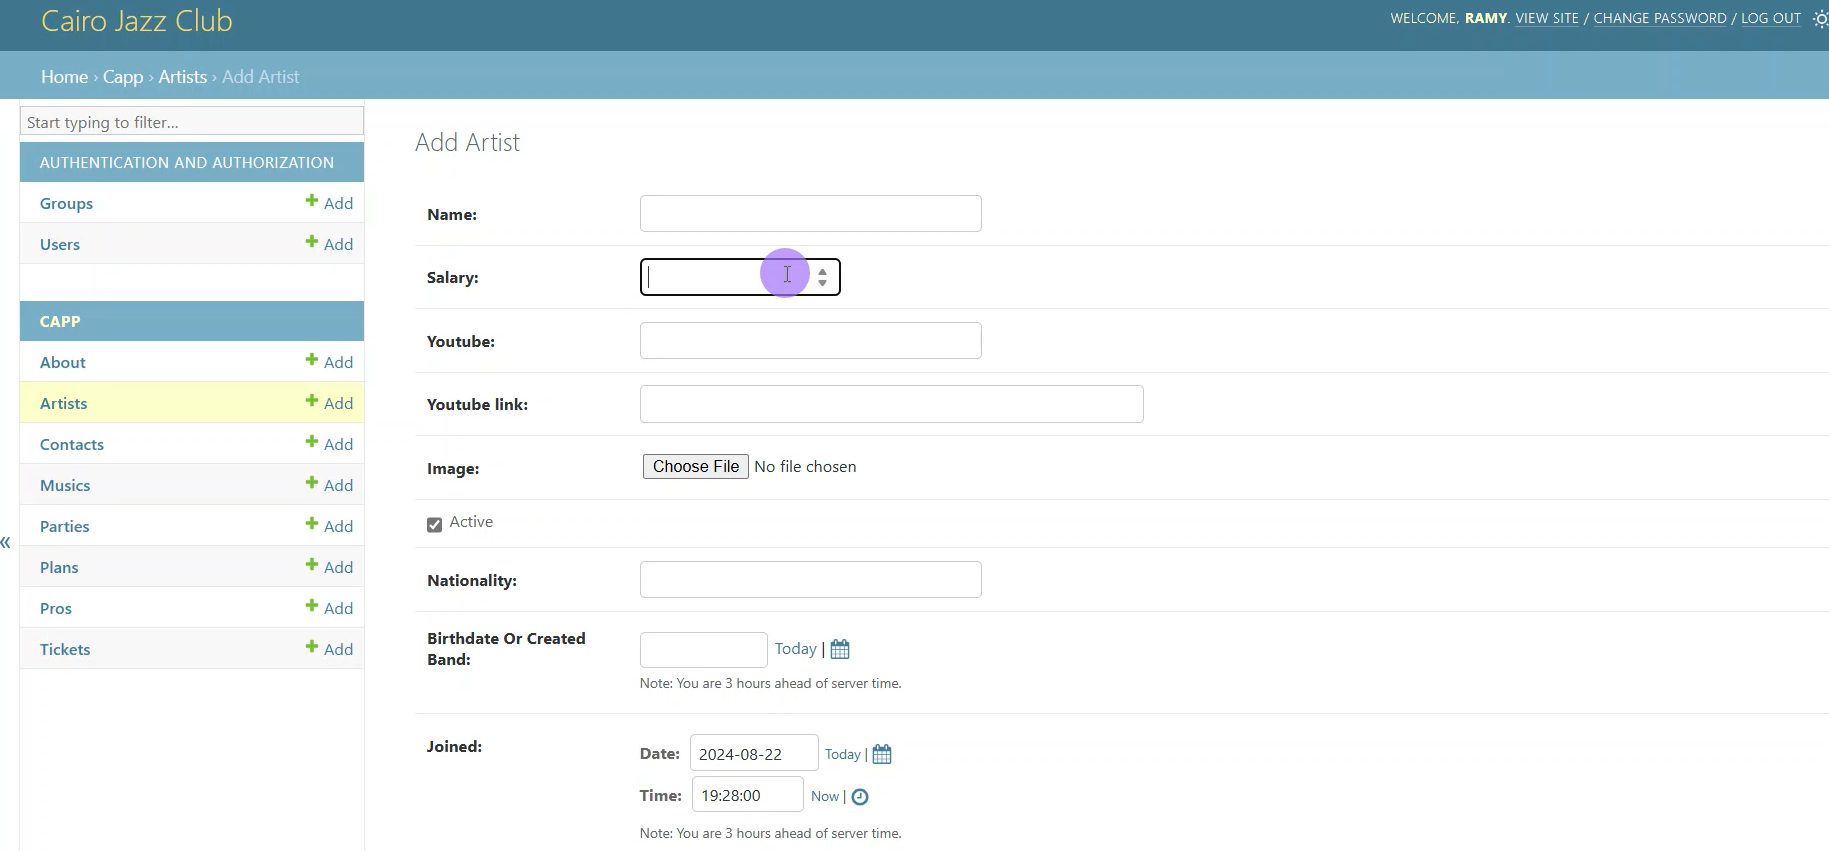 Cairo Jazz Club
WELCOME, RAMY. VIEW SITE / CHANGE PASSWORD / LOG OUT
Home › Capp › Artists › Add Artist
Start typing to filter...
AUTHENTICATION AND AUTHORIZATION
Groups + Add
Users + Add
CAPP
About + Add
Artists + Add
Contacts + Add
Musics + Add
Parties + Add
Plans + Add
Pros + Add
Tickets + Add
«
Add Artist
Name:
Salary:
Youtube:
Youtube link:
Image: Choose File No file chosen
Active
Nationality:
Birthdate Or Created
Band:
Today |
Note: You are 3 hours ahead of server time.
Joined:
Date: 2024-08-22 Today |
Time: 19:28:00 Now |
Note: You are 3 hours ahead of server time.